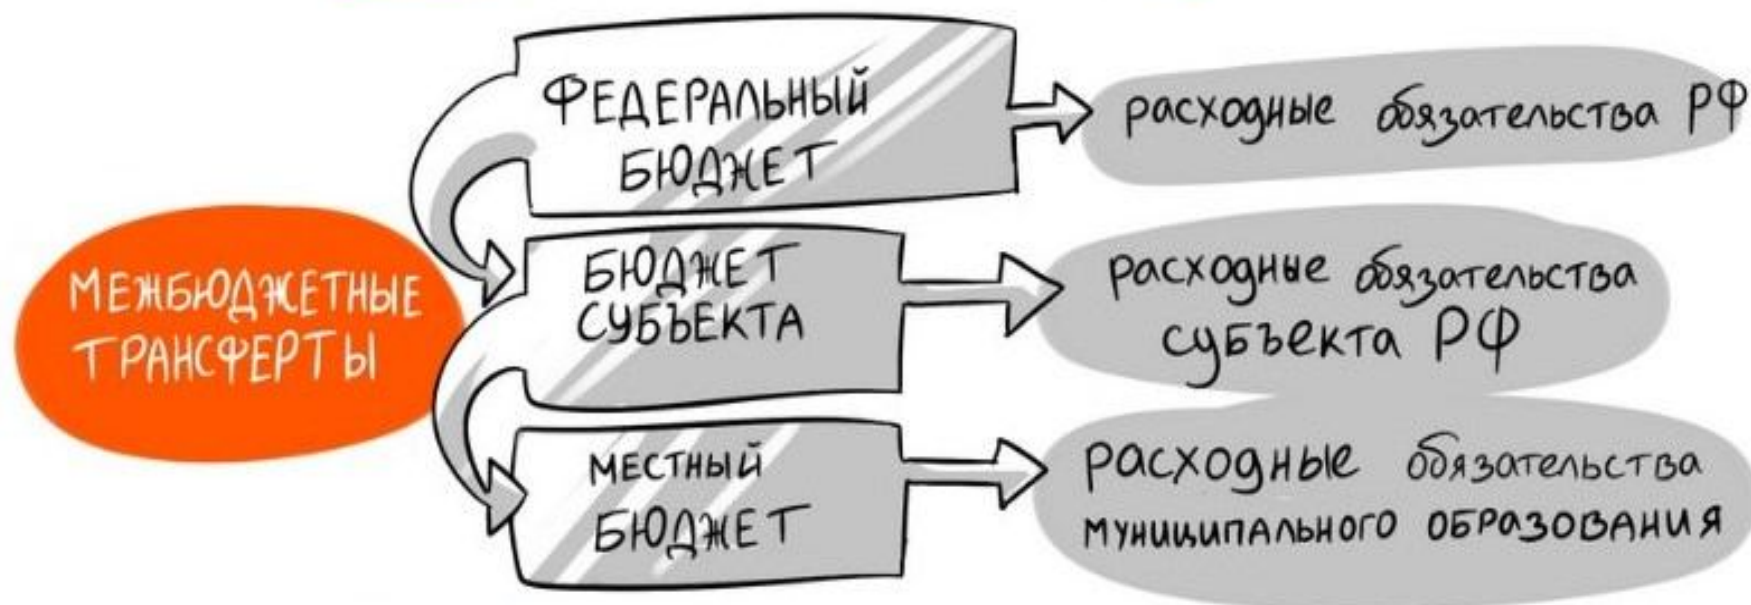 ФЕДЕРАЛЬНЫЙ
БЮДЖЕТ
расходные обязательства РФ
МЕЖБЮДЖЕТНЫЕ
ТРАНСФЕРТЫ
БЮДЖЕТ
СУБЪЕКТА
расходные обязательства
субъекта РФ
МЕСТНЫЙ
БЮДЖЕТ
расходные обязательства
МУНИЦИПАЛЬНОГО ОБРАЗОВАНИЯ